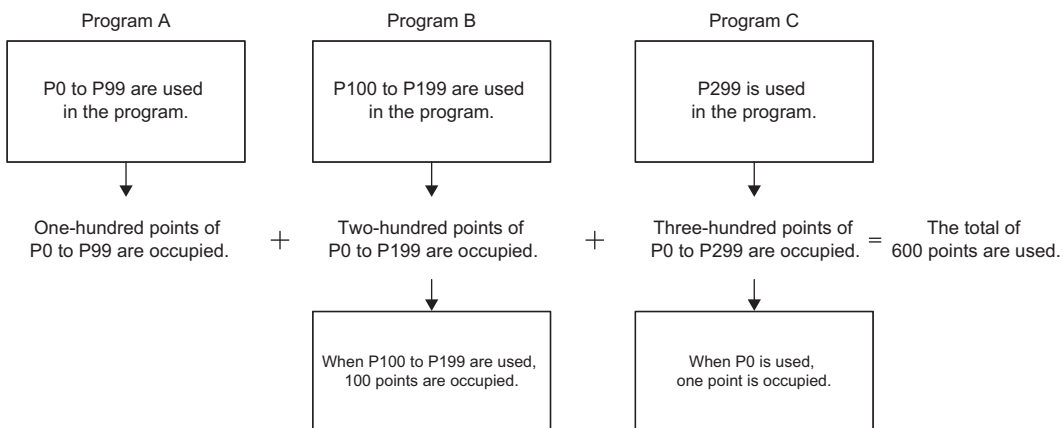 Program A
Program B
Program C
P0 to P99 are used
in the program.
P100 to P199 are used
in the program.
P299 is used
in the program.
One-hundred points of
P0 to P99 are occupied.
+
Two-hundred points of
P0 to P199 are occupied.
+
Three-hundred points of
P0 to P299 are occupied.
=
The total of
600 points are used.
When P100 to P199 are used,
100 points are occupied.
When P0 is used,
one point is occupied.